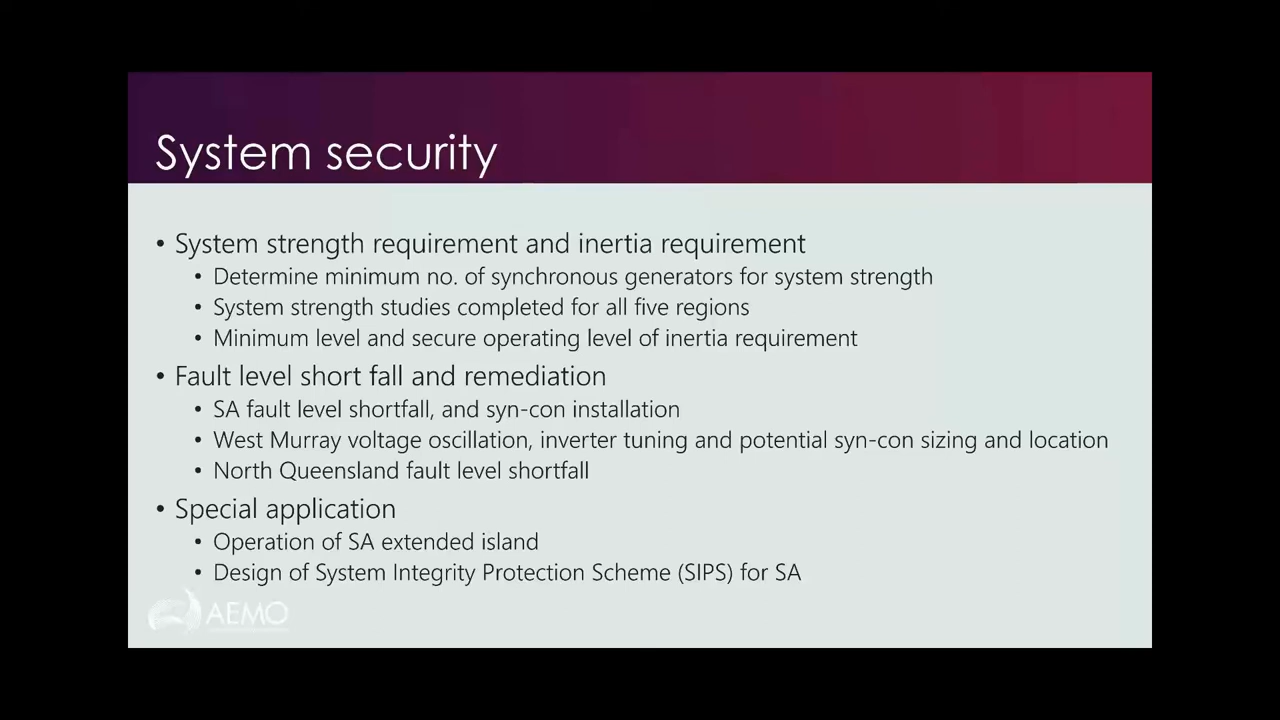 System security
• System strength requirement and inertia requirement
• Determine minimum no. of synchronous generators for system strength
• System strength studies completed for all five regions
• Minimum level and secure operating level of inertia requirement
• Fault level short fall and remediation
• SA fault level shortfall, and syn-con installation
• West Murray voltage oscillation, inverter tuning and potential syn-con sizing and location
• North Queensland fault level shortfall
• Special application
• Operation of SA extended island
• Design of System Integrity Protection Scheme (SIPS) for SA
AEMO